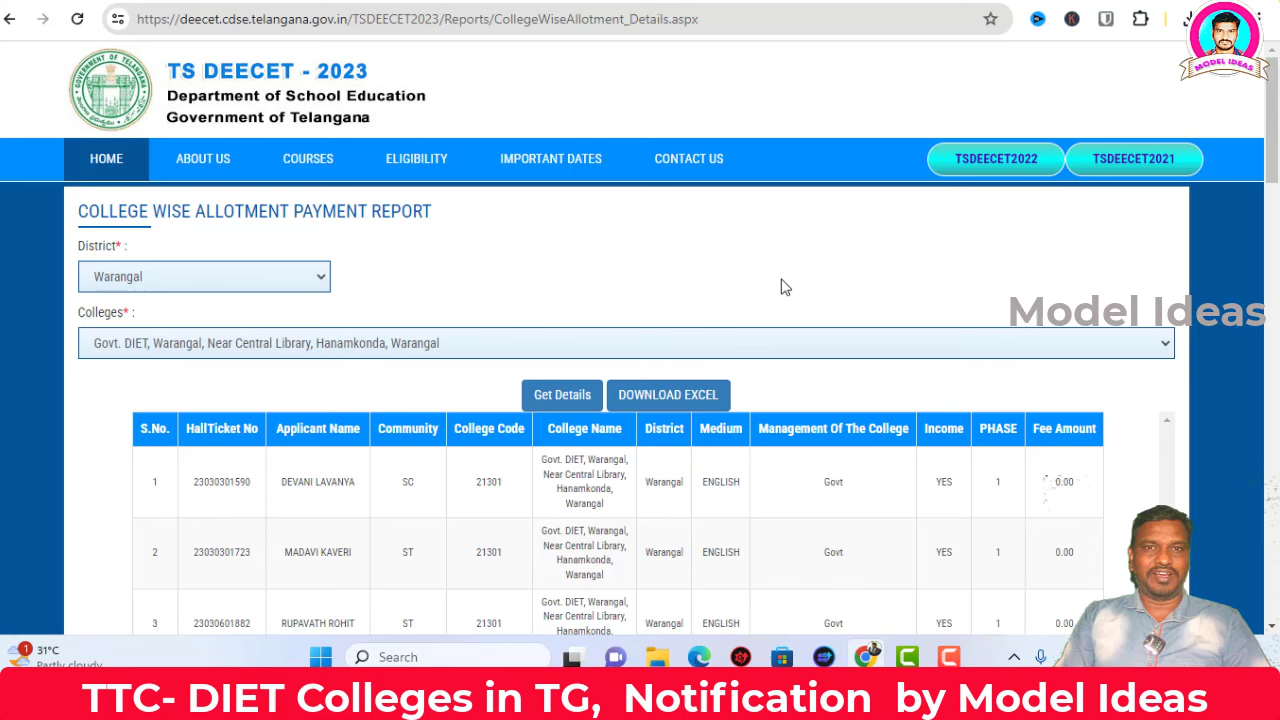 https://deecet.cdse.telangana.gov.in/TSDEECET2023/Reports/CollegeWiseAllotment_Details.aspx
K
MODEL IDEAS
GOVERNMENT OF TELANGANA
TS DEECET - 2023
Department of School Education
Government of Telangana
HOME ABOUT US COURSES ELIGIBILITY IMPORTANT DATES CONTACT US TSDEECET2022 TSDEECET2021
COLLEGE WISE ALLOTMENT PAYMENT REPORT
District* :
Warangal
Model Ideas
Colleges* :
Govt. DIET, Warangal, Near Central Library, Hanamkonda, Warangal
Get Details DOWNLOAD EXCEL
S.No. HallTicket No Applicant Name Community College Code College Name District Medium Management Of The College Income PHASE Fee Amount
Govt. DIET, Warangal,
Near Central Library,
1 23030301590 DEVANI LAVANYA SC 21301 Hanamkonda, Warangal ENGLISH Govt YES 1 0.00
Warangal
Govt. DIET, Warangal,
Near Central Library,
2 23030301723 MADAVI KAVERI ST 21301 Hanamkonda, Warangal ENGLISH Govt YES 1 0.00
Warangal
Govt. DIET, Warangal,
Near Central Library,
3 23030601882 RUPAVATH ROHIT ST 21301 Hanamkonda, Warangal ENGLISH Govt YES 1 0.00
1 31°C
Partly cloudy
Search
TTC- DIET Colleges in TG, Notification by Model Ideas